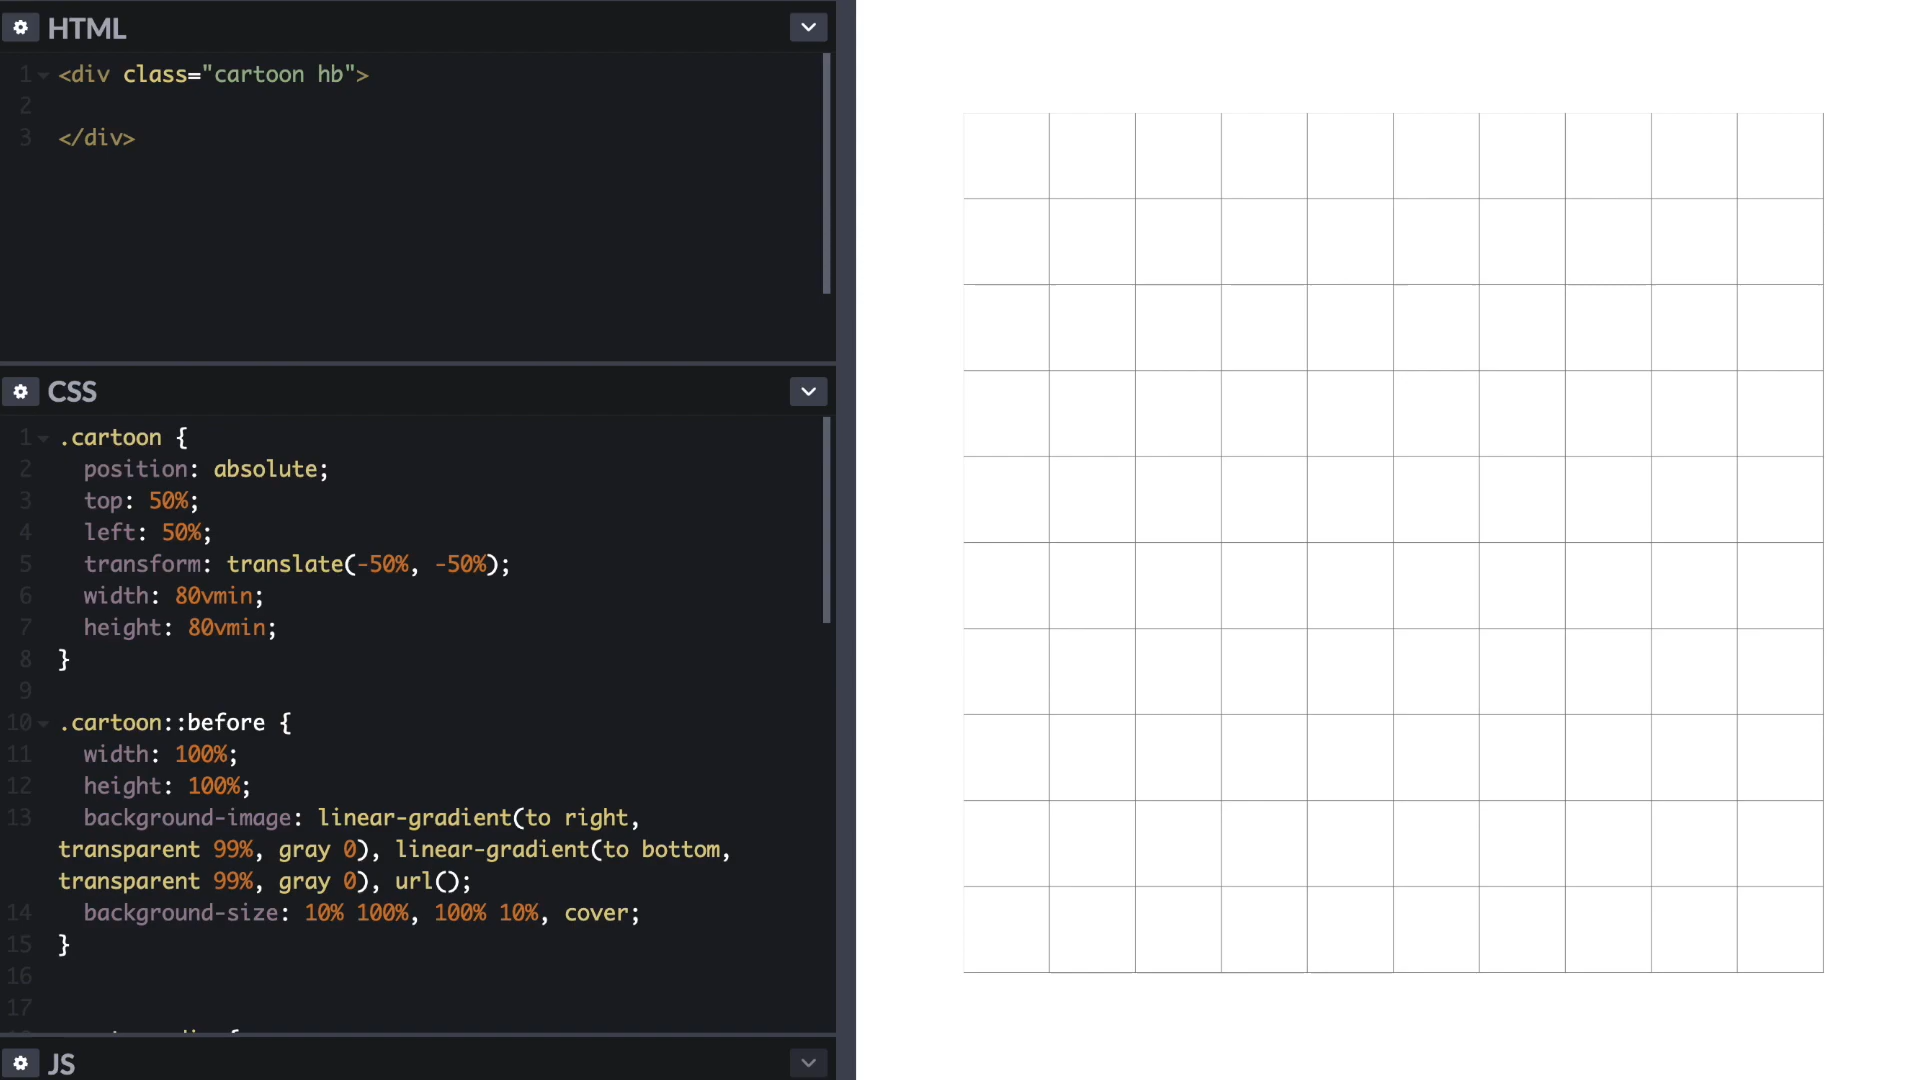 HTML
1 <div class="cartoon hb">
2
3 </div>
CSS
1 .cartoon {
2 position: absolute;
3 top: 50%;
4 left: 50%;
5 transform: translate(-50%, -50%);
6 width: 80vmin;
7 height: 80vmin;
8 }
9
10 .cartoon::before {
11 width: 100%;
12 height: 100%;
13 background-image: linear-gradient(to right,
transparent 99%, gray 0), linear-gradient(to bottom,
transparent 99%, gray 0), url();
14 background-size: 10% 100%, 100% 10%, cover;
15 }
16
17
JS